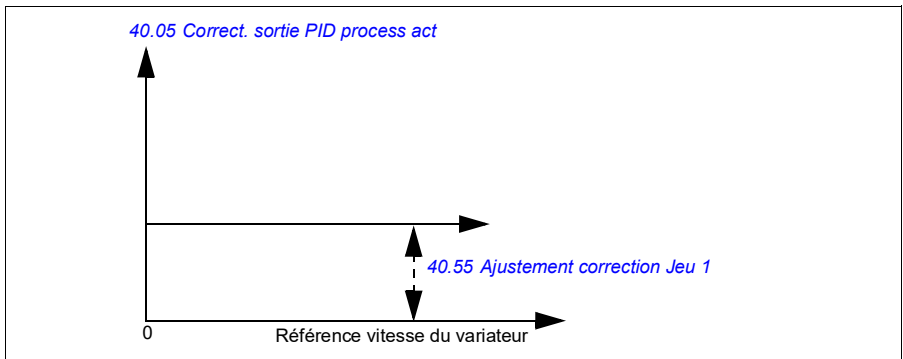 40.05 Correct. sortie PID process act
40.55 Ajustement correction Jeu 1
0
Référence vitesse du variateur